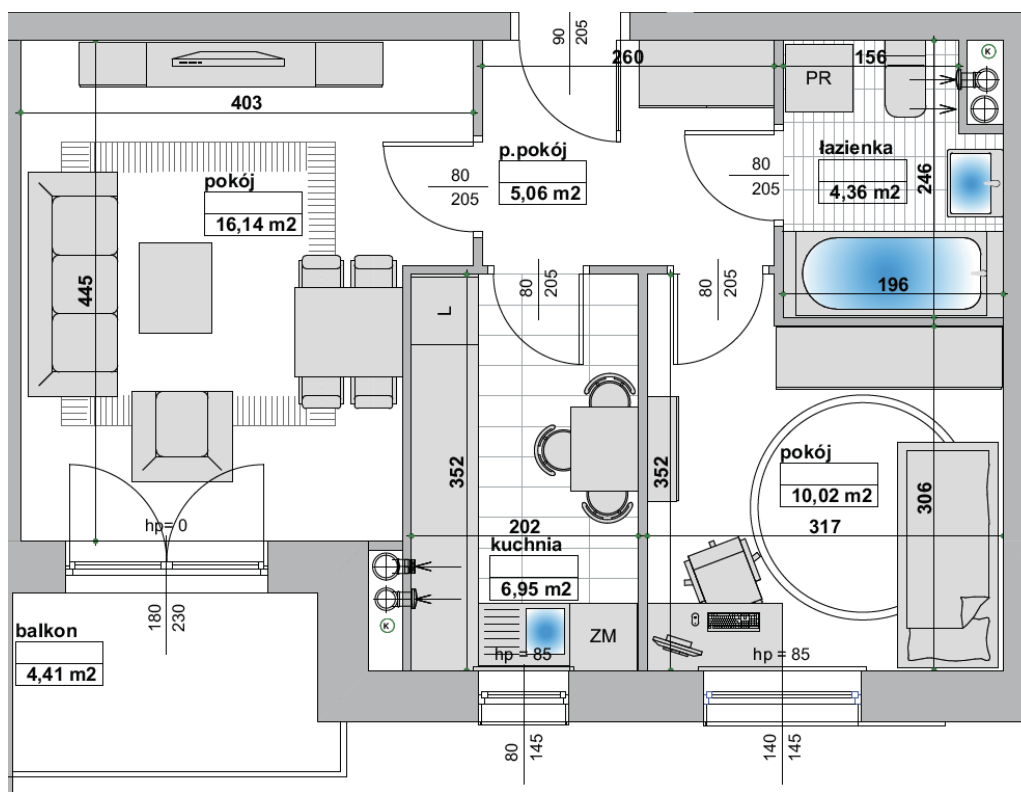 90
205
260
156
PR
K
403
p.pokój
5,06 m2
80
205
80
205
łazienka
4,36 m2
246
pokój
16,14 m2
445
80
205
80
205
196
L
352
352
pokój
10,02 m2
306
317
hp= 0
202
kuchnia
6,95 m2
K
180
230
balkon
4,41 m2
ZM
hp = 85
hp = 85
80
145
140
145